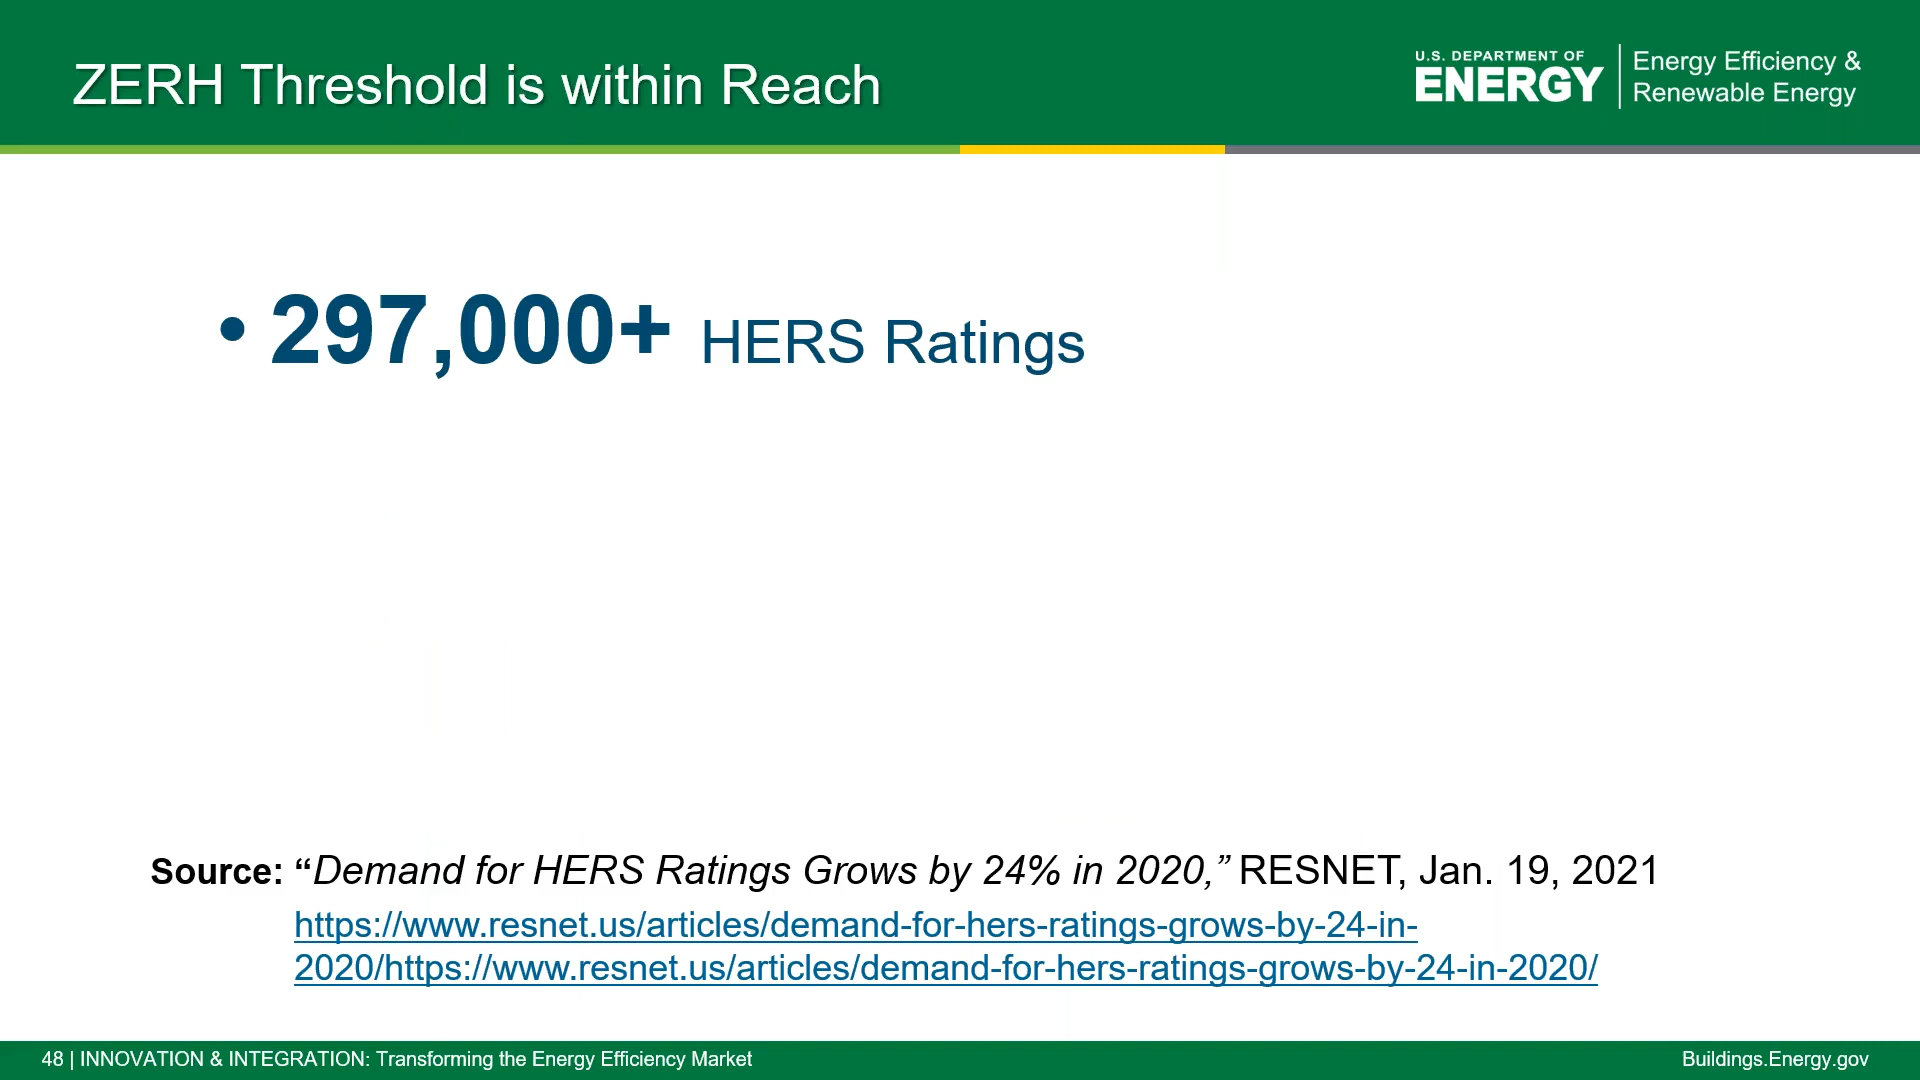 ZERH Threshold is within Reach
U.S. DEPARTMENT OF
ENERGY
Energy Efficiency &
Renewable Energy
• 297,000+ HERS Ratings
Source: “Demand for HERS Ratings Grows by 24% in 2020,” RESNET, Jan. 19, 2021
https://www.resnet.us/articles/demand-for-hers-ratings-grows-by-24-in-
2020/https://www.resnet.us/articles/demand-for-hers-ratings-grows-by-24-in-2020/
48 | INNOVATION & INTEGRATION: Transforming the Energy Efficiency Market
Buildings.Energy.gov